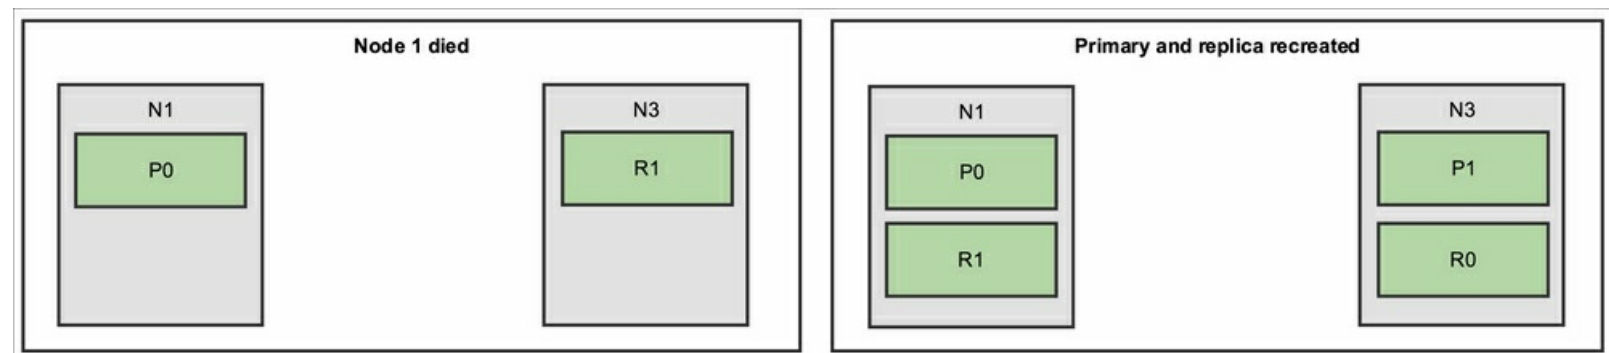 Node 1 died
N1
P0
N3
R1
Primary and replica recreated
N1
P0
R1
N3
P1
R0